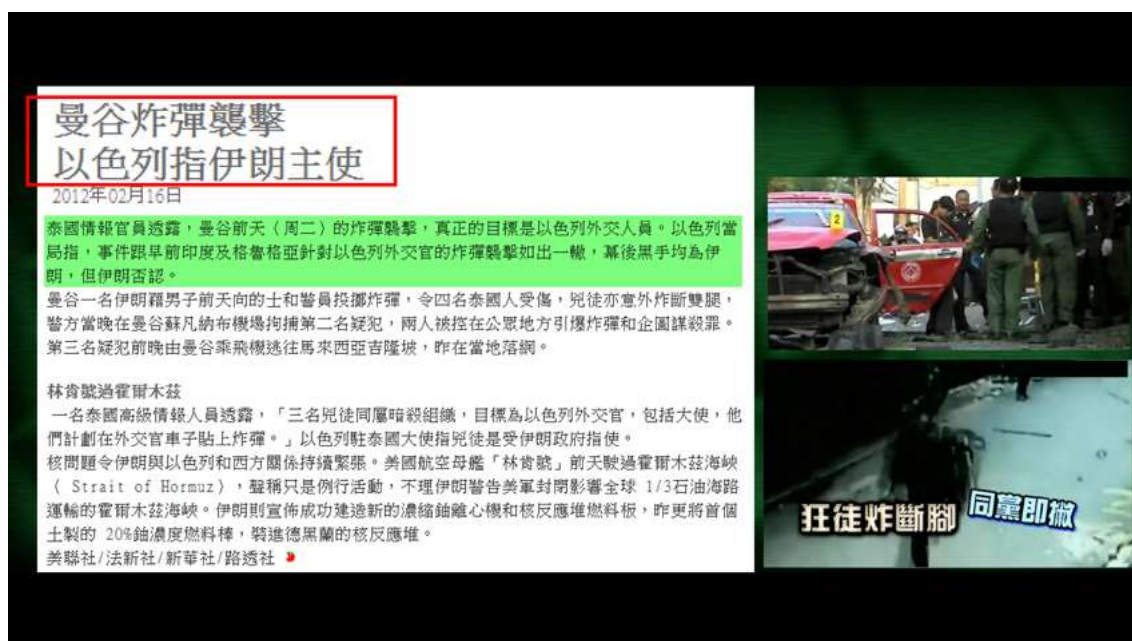 曼谷炸彈襲擊
以色列指伊朗主使
2012年02月16日
泰國情報官員透露，曼谷前天（周二）的炸彈襲擊，真正的目標是以色列外交人員。以色列當
局指，事件跟早前印度及格魯格亞針對以色列外交官的炸彈襲擊如出一轍，幕後黑手均為伊
朗，但伊朗否認。
曼谷一名伊朗籍男子前天向的士和警員投擲炸彈，令四名泰國人受傷，兇徒亦意外炸斷雙腿，
警方當晚在曼谷蘇凡納布機場拘捕第二名疑犯，兩人被控在公眾地方引爆炸彈和企圖謀殺罪。
第三名疑犯前晚由曼谷乘飛機逃往馬來西亞吉隆坡，昨在當地落網。
林肯號過霍爾木茲
一名泰國高級情報人員透露，「三名兇徒同屬暗殺組織，目標為以色列外交官，包括大使，他
們計劃在外交官車子貼上炸彈。」以色列駐泰國大使指兇徒是受伊朗政府指使。
核問題令伊朗與以色列和西方關係持續緊張。美國航空母艦「林肯號」前天駛過霍爾木茲海峽
（ Strait of Hormuz），聲稱只是例行活動，不理伊朗警告美軍封閉影響全球 1/3石油海路
運輸的霍爾木茲海峽。伊朗則宣佈成功建造新的濃縮鈾離心機和核反應堆燃料板，昨更將首個
土製的 20%鈾濃度燃料棒，裝進德黑蘭的核反應堆。
美聯社/法新社/新華社/路透社
2
狂徒炸斷腳
同黨即擒